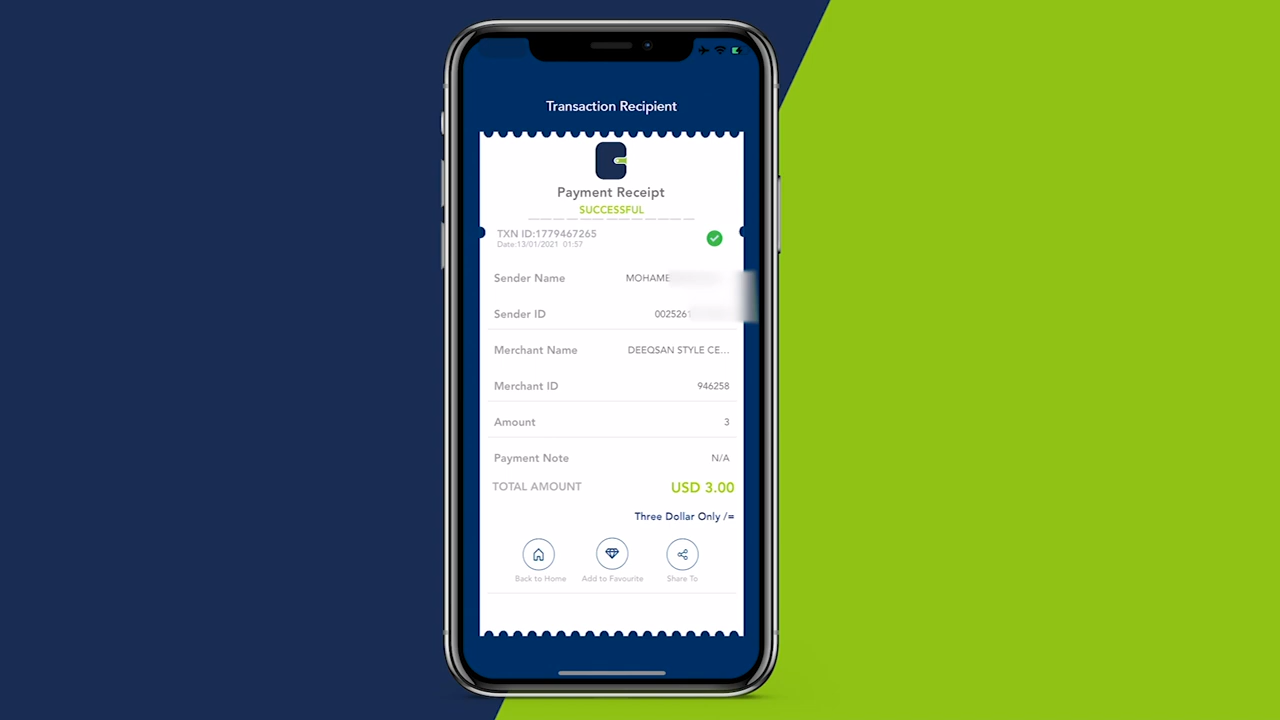 Transaction Recipient
Payment Receipt
SUCCESSFUL
TXN ID:1779467265
Date:13/01/2021 01:57
Sender Name MOHAME
Sender ID 0025261
Merchant Name DEEQSAN STYLE CE...
Merchant ID 946258
Amount 3
Payment Note N/A
TOTAL AMOUNT USD 3.00
Three Dollar Only /=
Back to Home Add to Favourite Share To